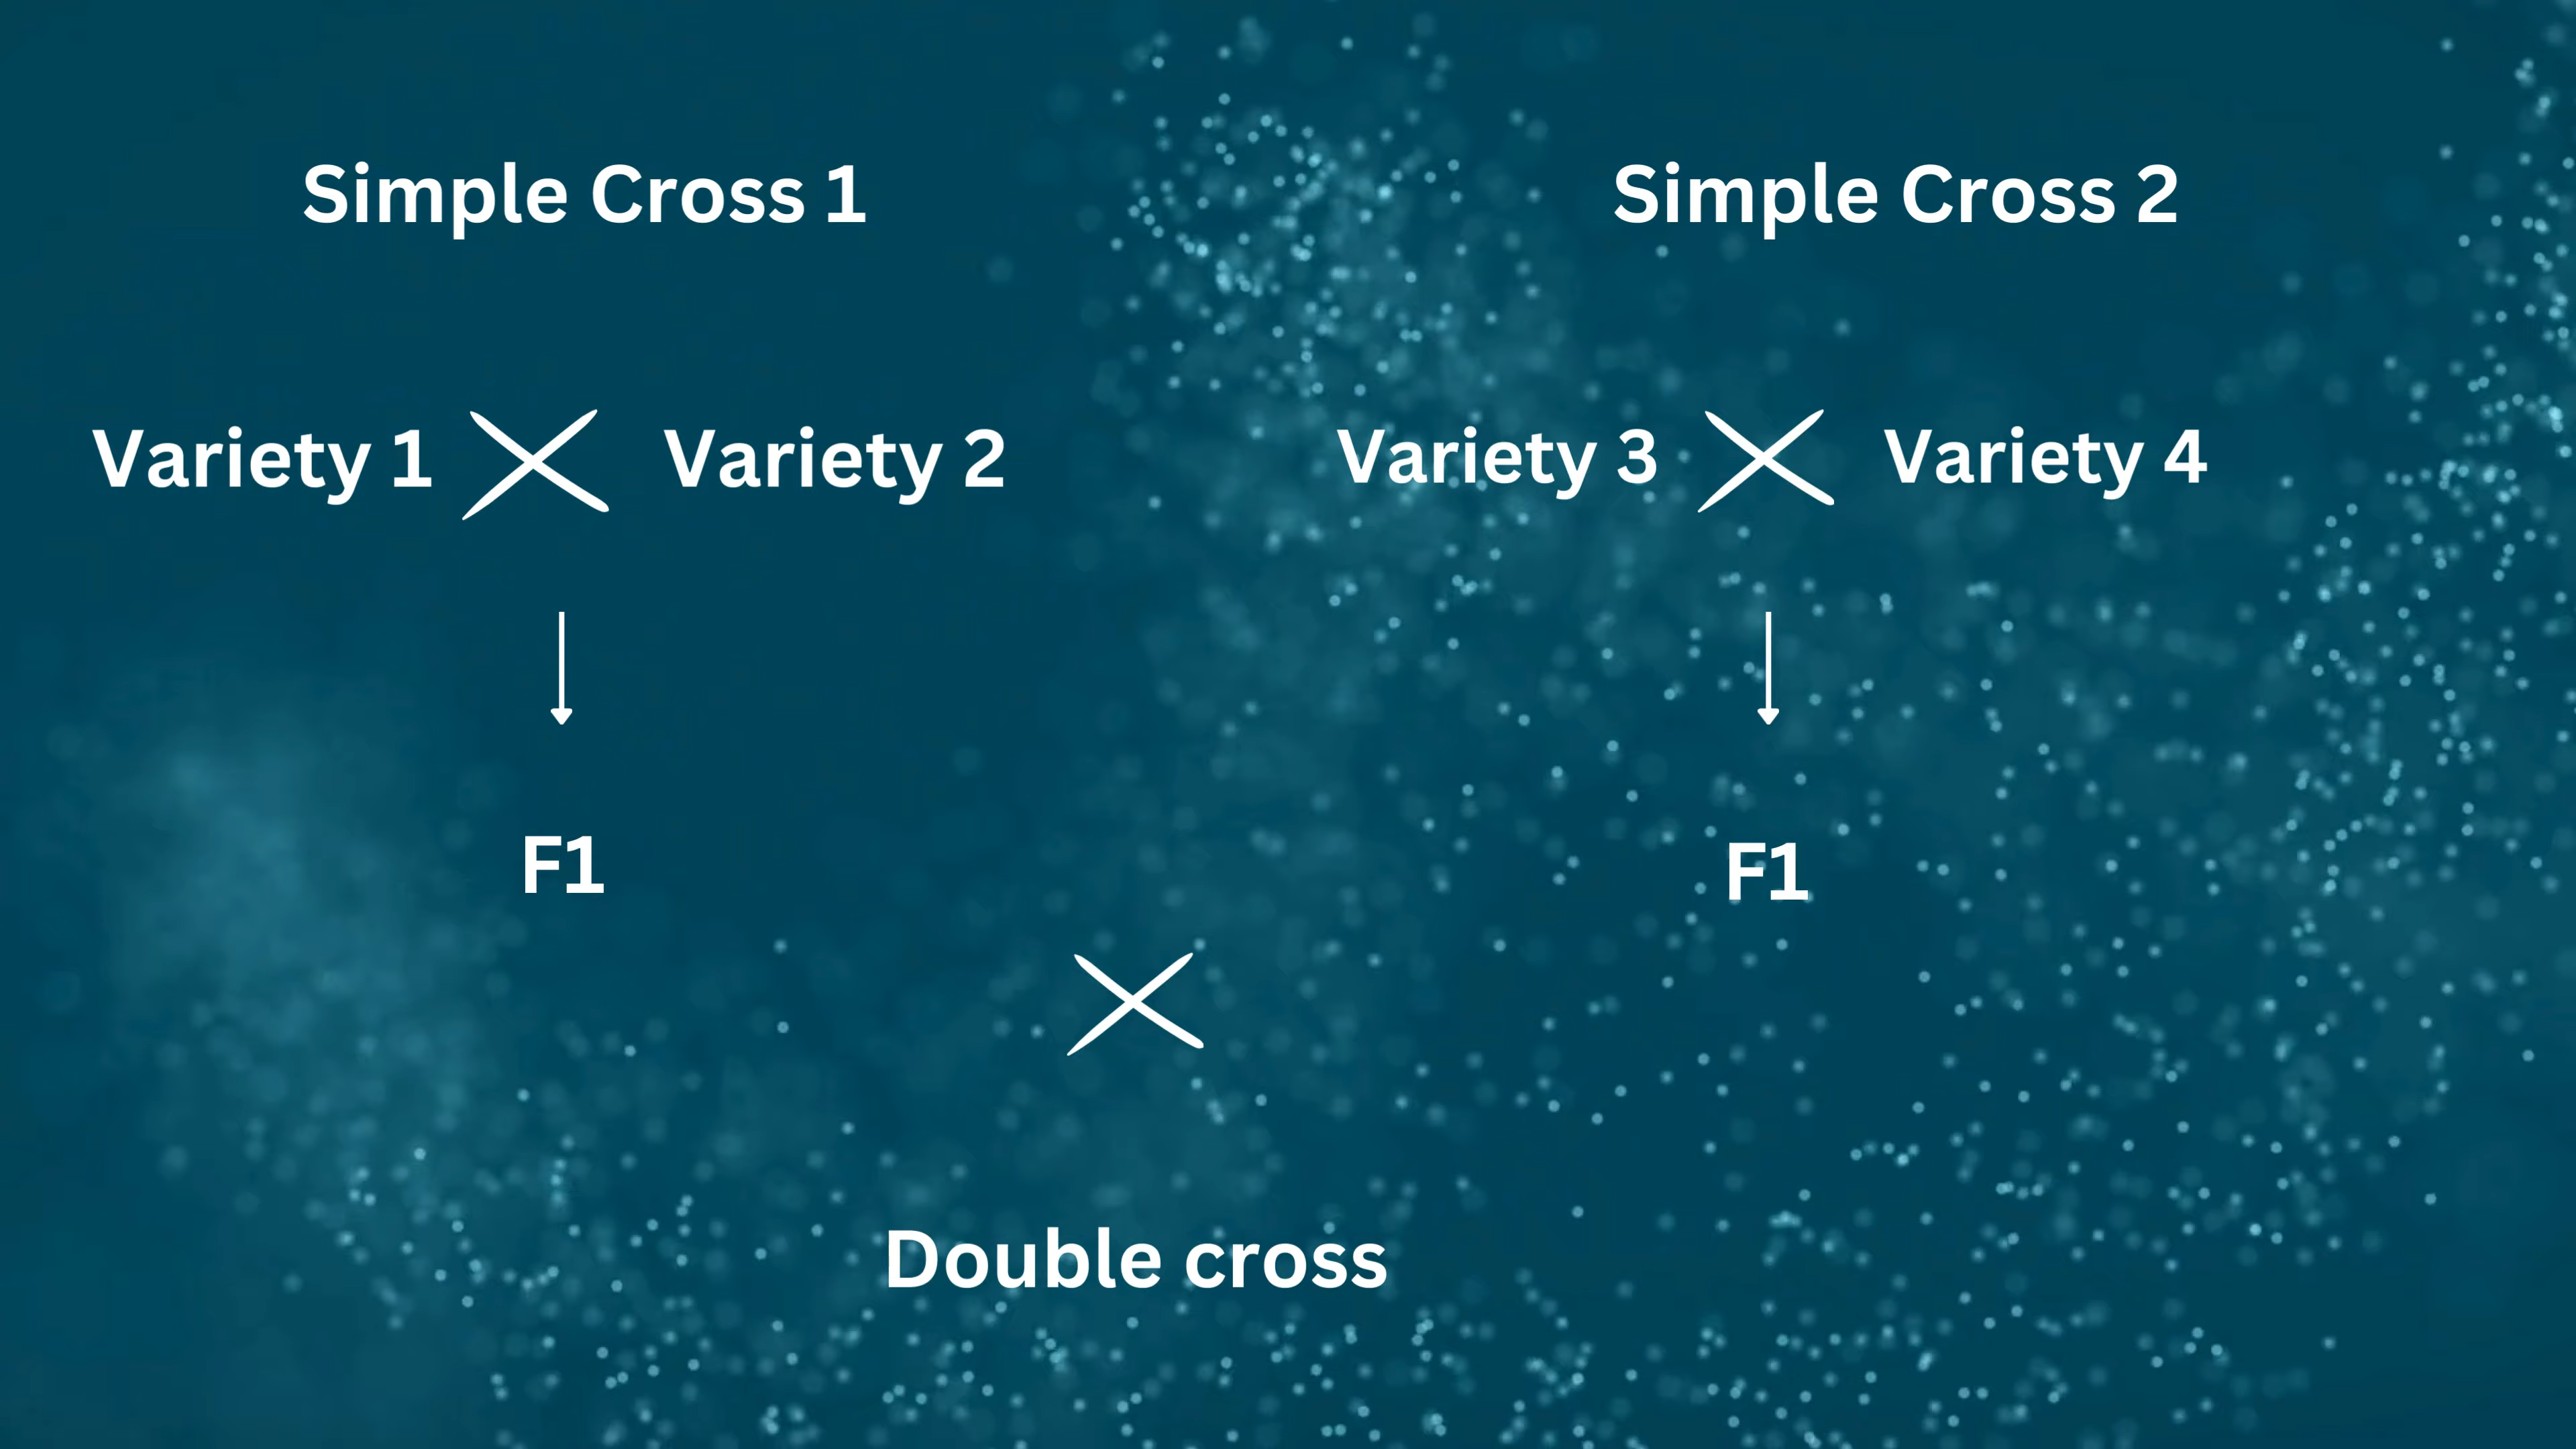 Simple Cross 1
Simple Cross 2
Variety 1
Variety 2
Variety 3
Variety 4
F1
F1
Double cross